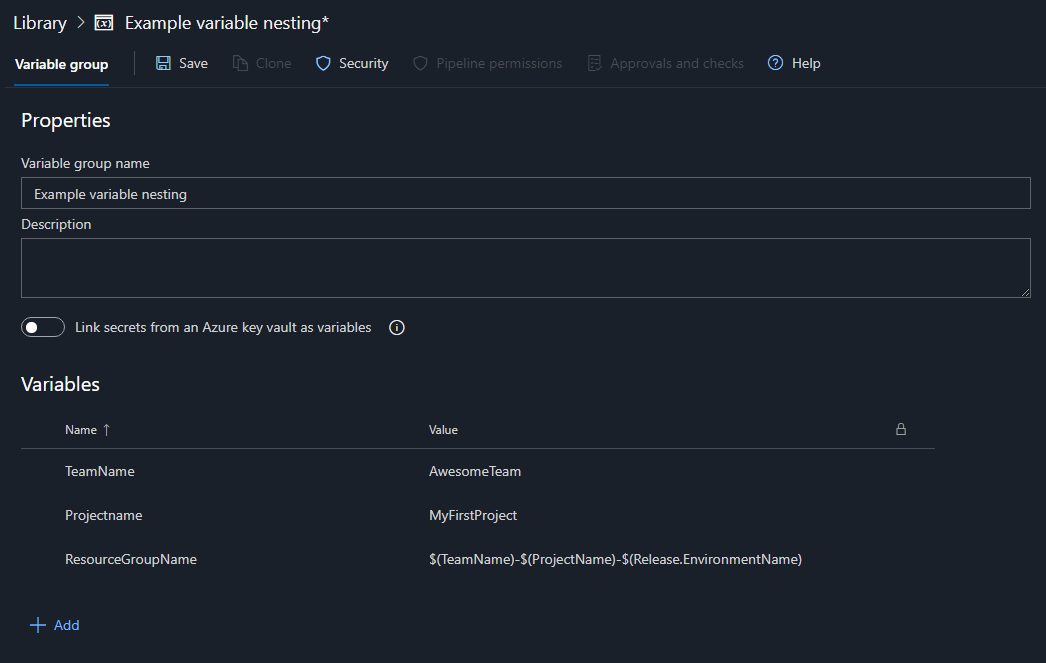 Library > Example variable nesting*
Variable group Save Clone Security Pipeline permissions Approvals and checks Help
Properties
Variable group name
Example variable nesting
Description
Link secrets from an Azure key vault as variables
Variables
Name ↑ Value
TeamName AwesomeTeam
Projectname MyFirstProject
ResourceGroupName $(TeamName)-$(ProjectName)-$(Release.EnvironmentName)
+ Add